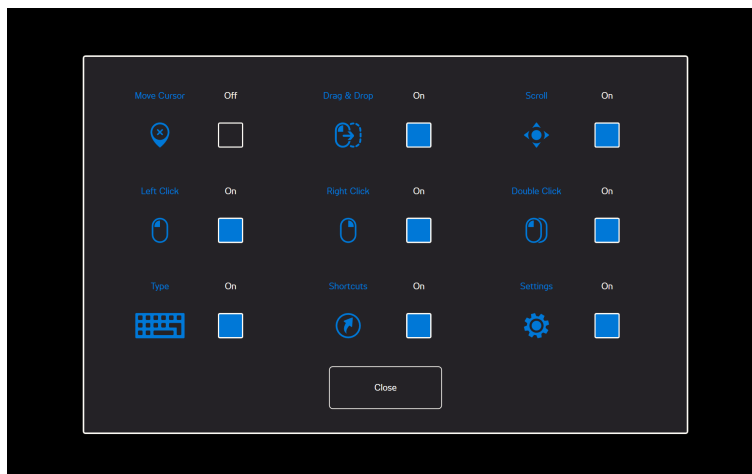 Move Cursor Off Drag & Drop On Scroll On
Left Click On Right Click On Double Click On
Type On Shortcuts On Settings On
Close